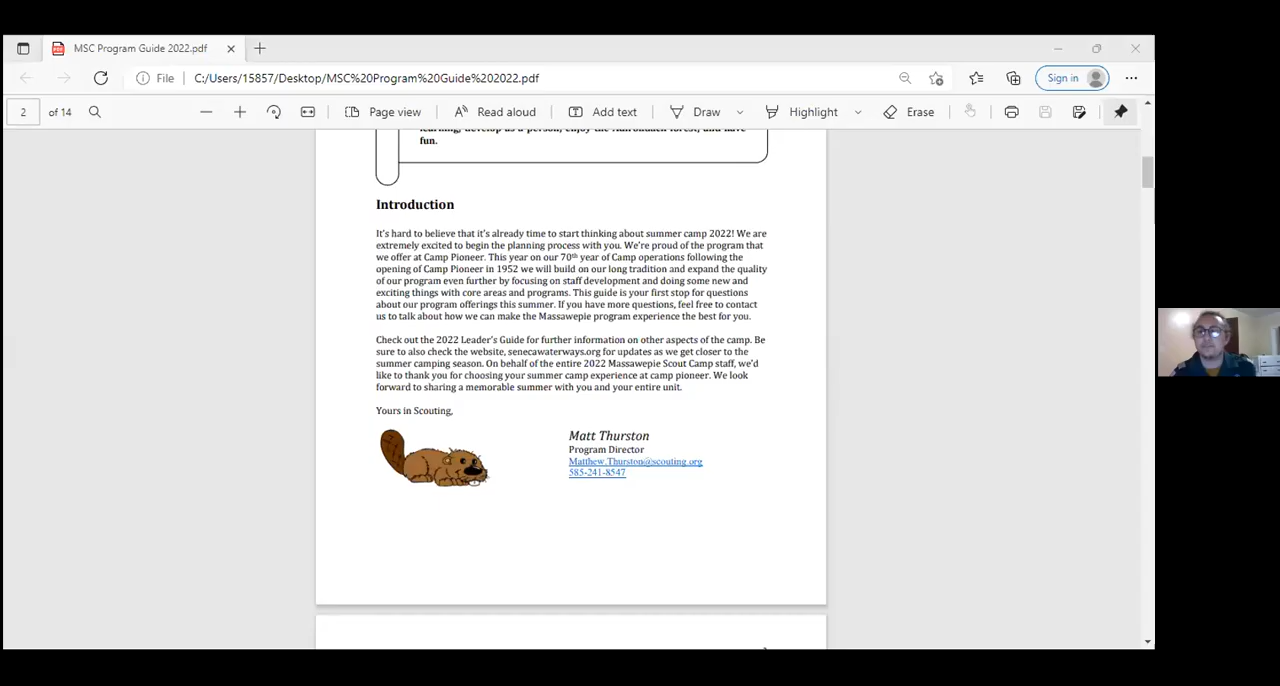 MSC Program Guide 2022.pdf
File C:/Users/15857/Desktop/MSC%20Program%20Guide%202022.pdf Sign in
2 of 14 Page view Read aloud Add text Draw Highlight Erase
learning, develop as a person, enjoy the Adirondack forest, and have
fun.
Introduction
It's hard to believe that it's already time to start thinking about summer camp 2022! We are
extremely excited to begin the planning process with you. We're proud of the program that
we offer at Camp Pioneer. This year on our 70th year of Camp operations following the
opening of Camp Pioneer in 1952 we will build on our long tradition and expand the quality
of our program even further by focusing on staff development and doing some new and
exciting things with core areas and programs. This guide is your first stop for questions
about our program offerings this summer. If you have more questions, feel free to contact
us to talk about how we can make the Massawepie program experience the best for you.
Check out the 2022 Leader's Guide for further information on other aspects of the camp. Be
sure to also check the website, senecawaterways.org for updates as we get closer to the
summer camping season. On behalf of the entire 2022 Massawepie Scout Camp staff, we'd
like to thank you for choosing your summer camp experience at camp pioneer. We look
forward to sharing a memorable summer with you and your entire unit.
Yours in Scouting,
Matt Thurston
Program Director
Matthew.Thurston@scouting.org
585-241-8547